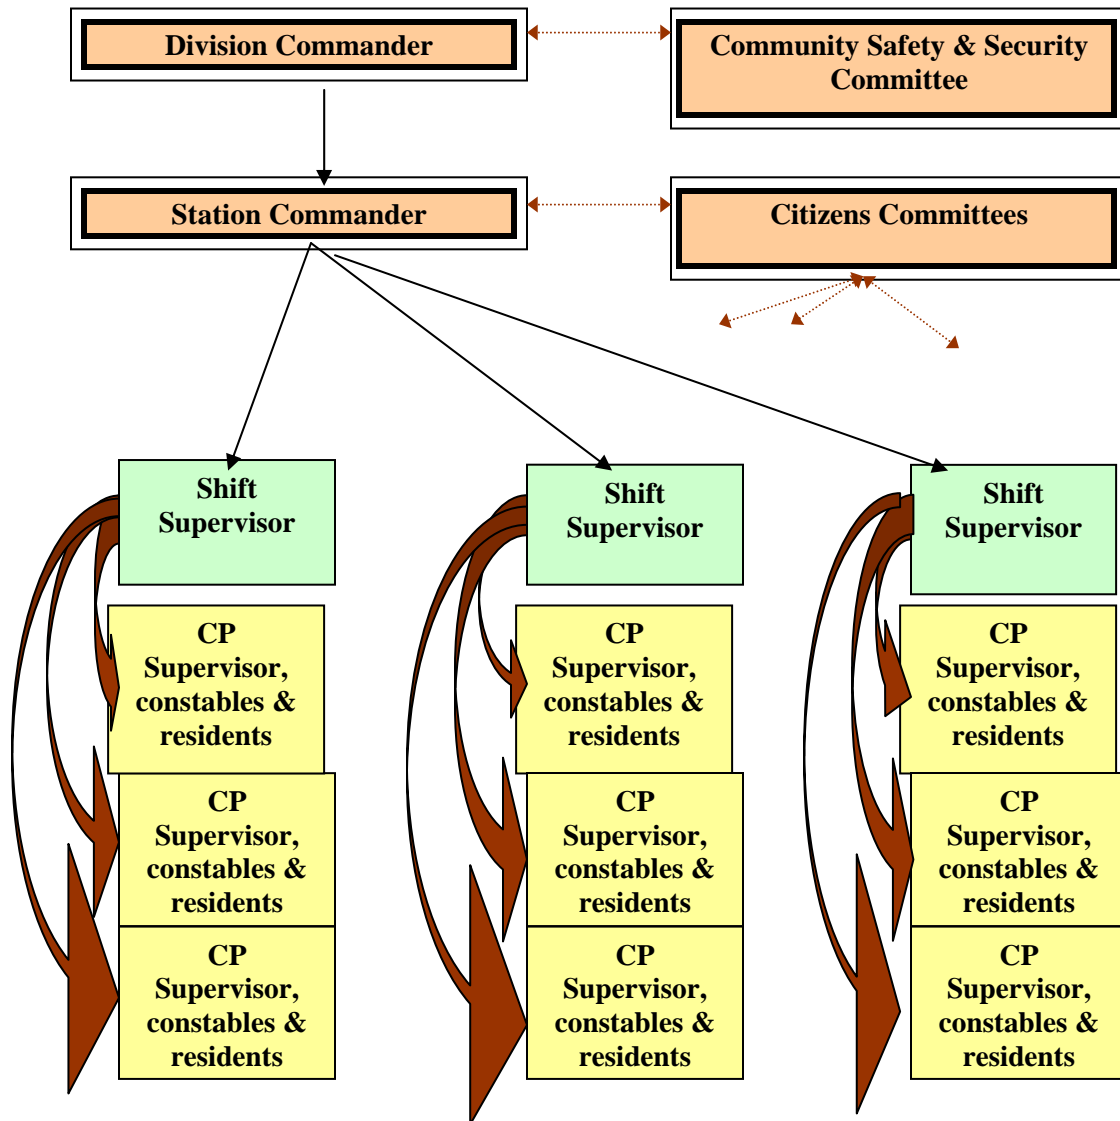 Division Commander
Community Safety & Security
Committee
Station Commander
Citizens Committees
Shift
Supervisor
Shift
Supervisor
Shift
Supervisor
CP
Supervisor,
constables &
residents
CP
Supervisor,
constables &
residents
CP
Supervisor,
constables &
residents
CP
Supervisor,
constables &
residents
CP
Supervisor,
constables &
residents
CP
Supervisor,
constables &
residents
CP
Supervisor,
constables &
residents
CP
Supervisor,
constables &
residents
CP
Supervisor,
constables &
residents